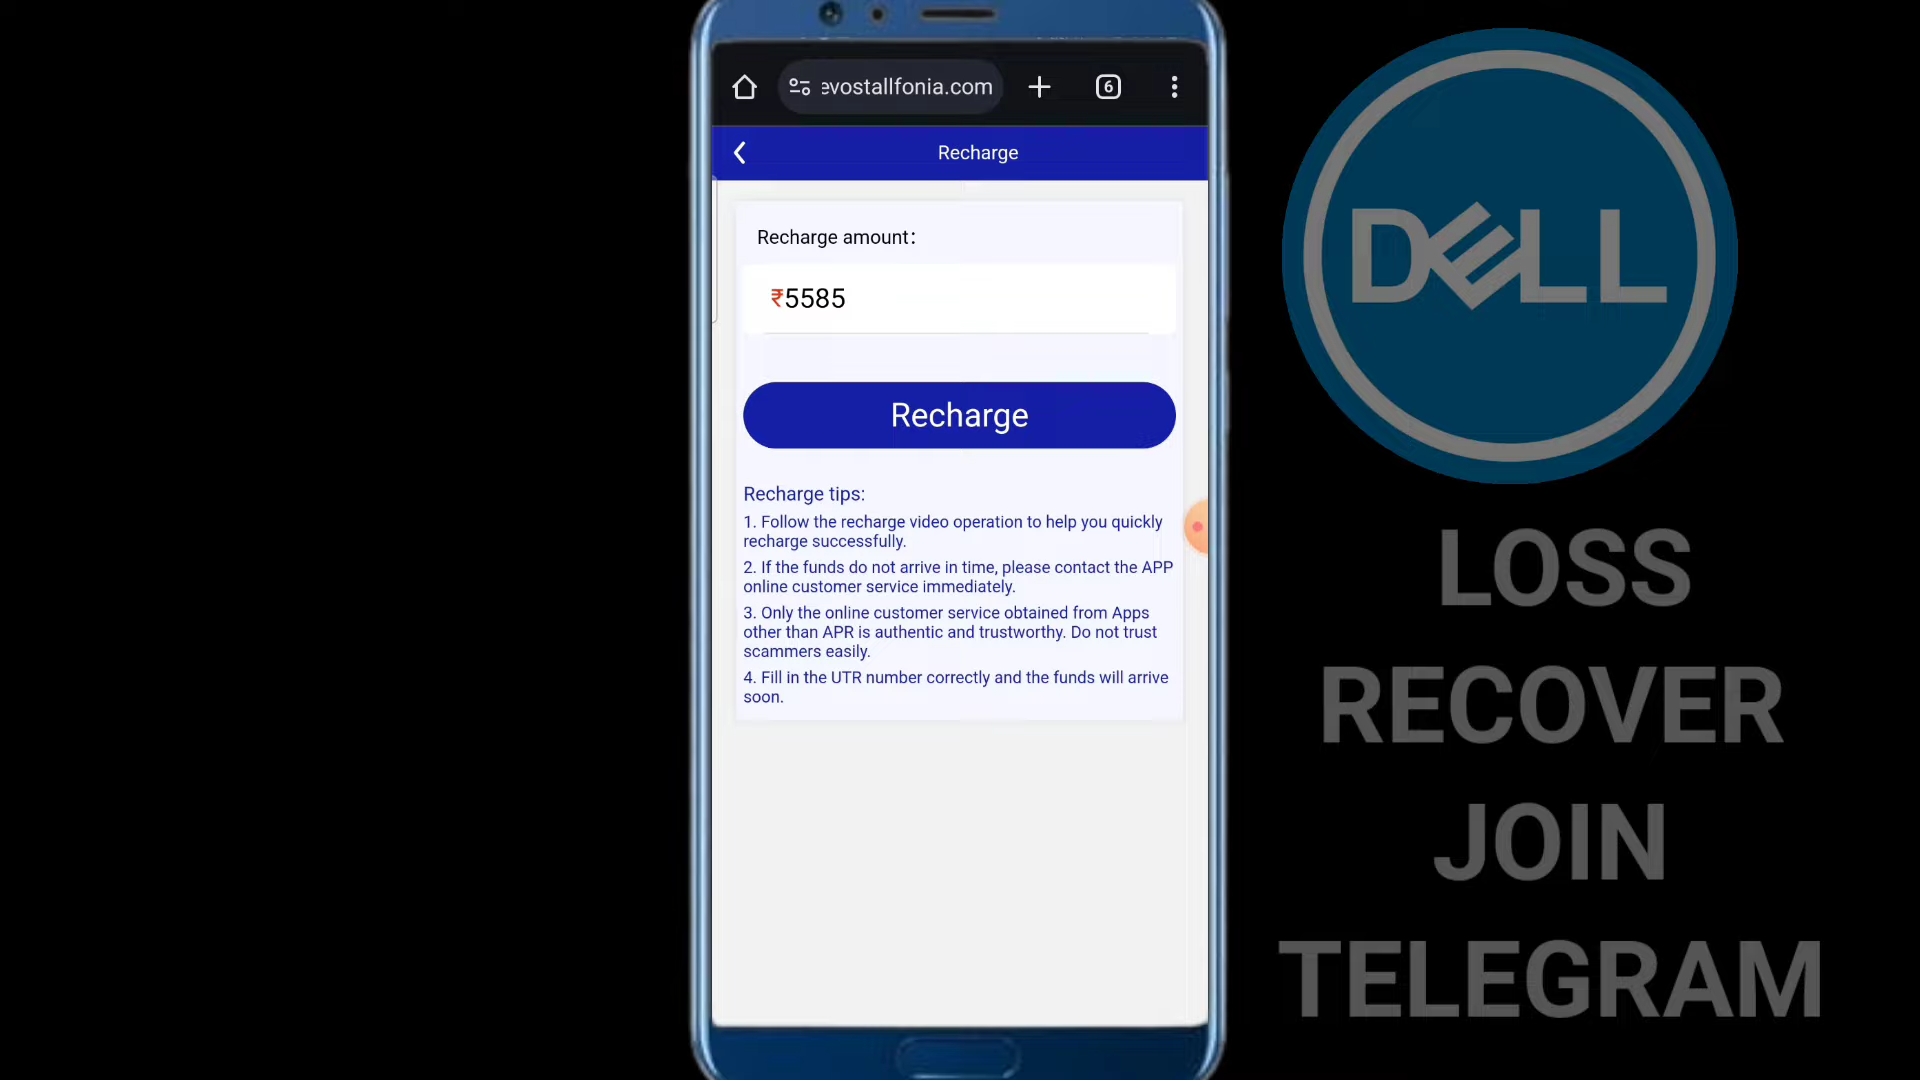 evostallfonia.com
6
Recharge
Recharge amount:
₹5585
Recharge
Recharge tips:
1. Follow the recharge video operation to help you quickly
recharge successfully.
2. If the funds do not arrive in time, please contact the APP
online customer service immediately.
3. Only the online customer service obtained from Apps
other than APR is authentic and trustworthy. Do not trust
scammers easily.
4. Fill in the UTR number correctly and the funds will arrive
soon.
DELL
LOSS
RECOVER
JOIN
TELEGRAM